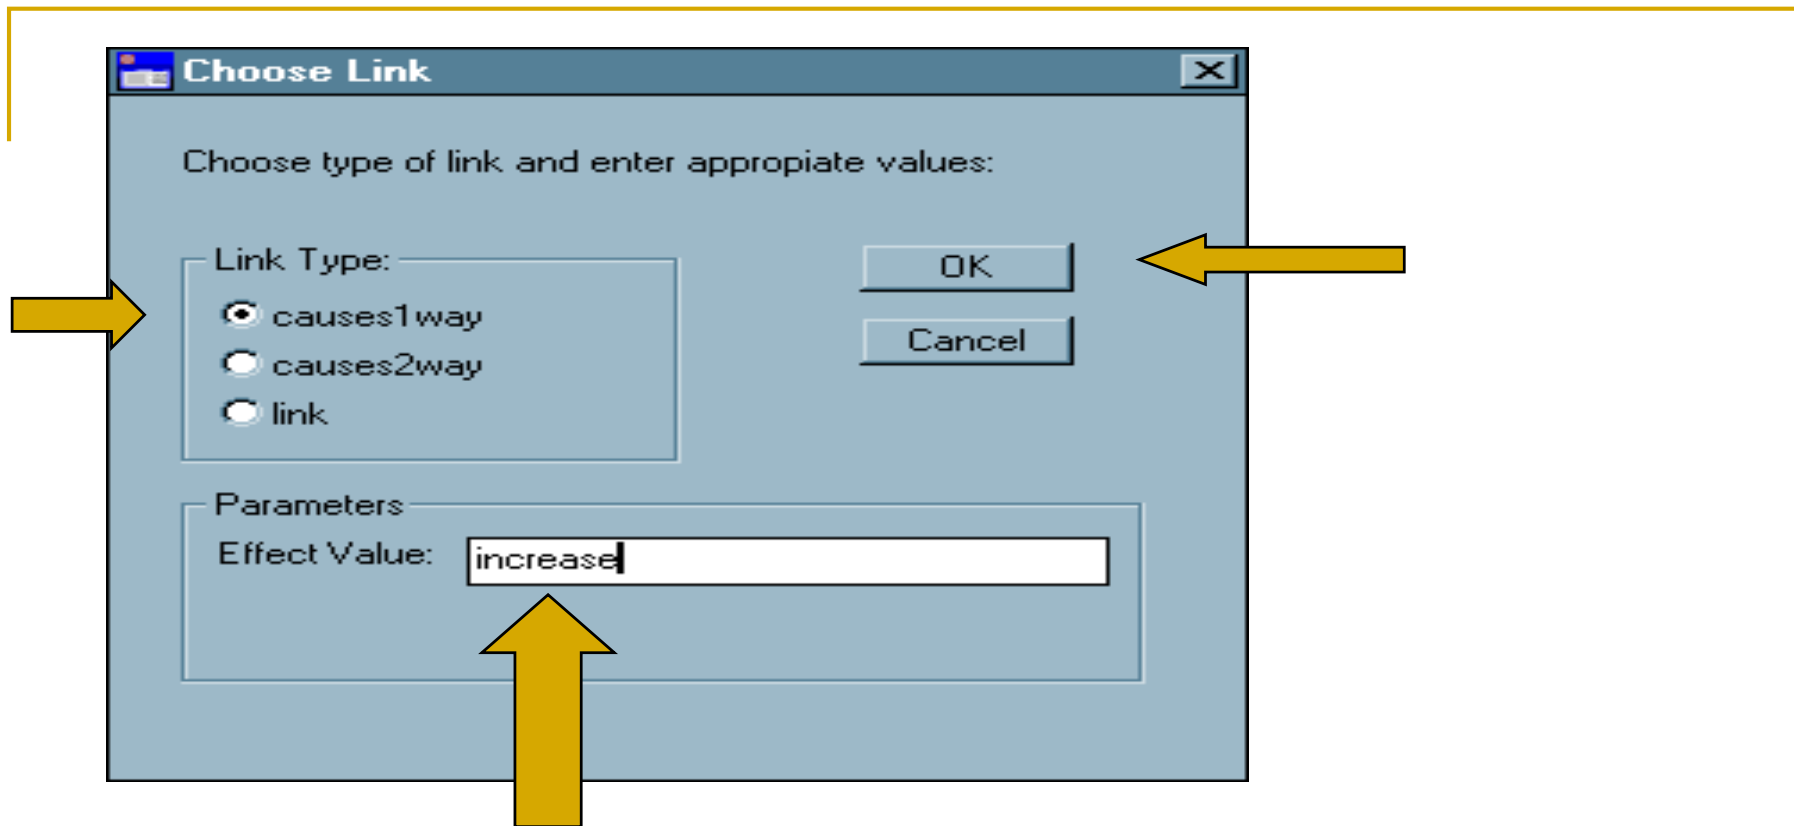 Choose Link
Choose type of link and enter appropiate values:
Link Type:
causes1way
causes2way
link
OK
Cancel
Parameters
Effect Value: increase